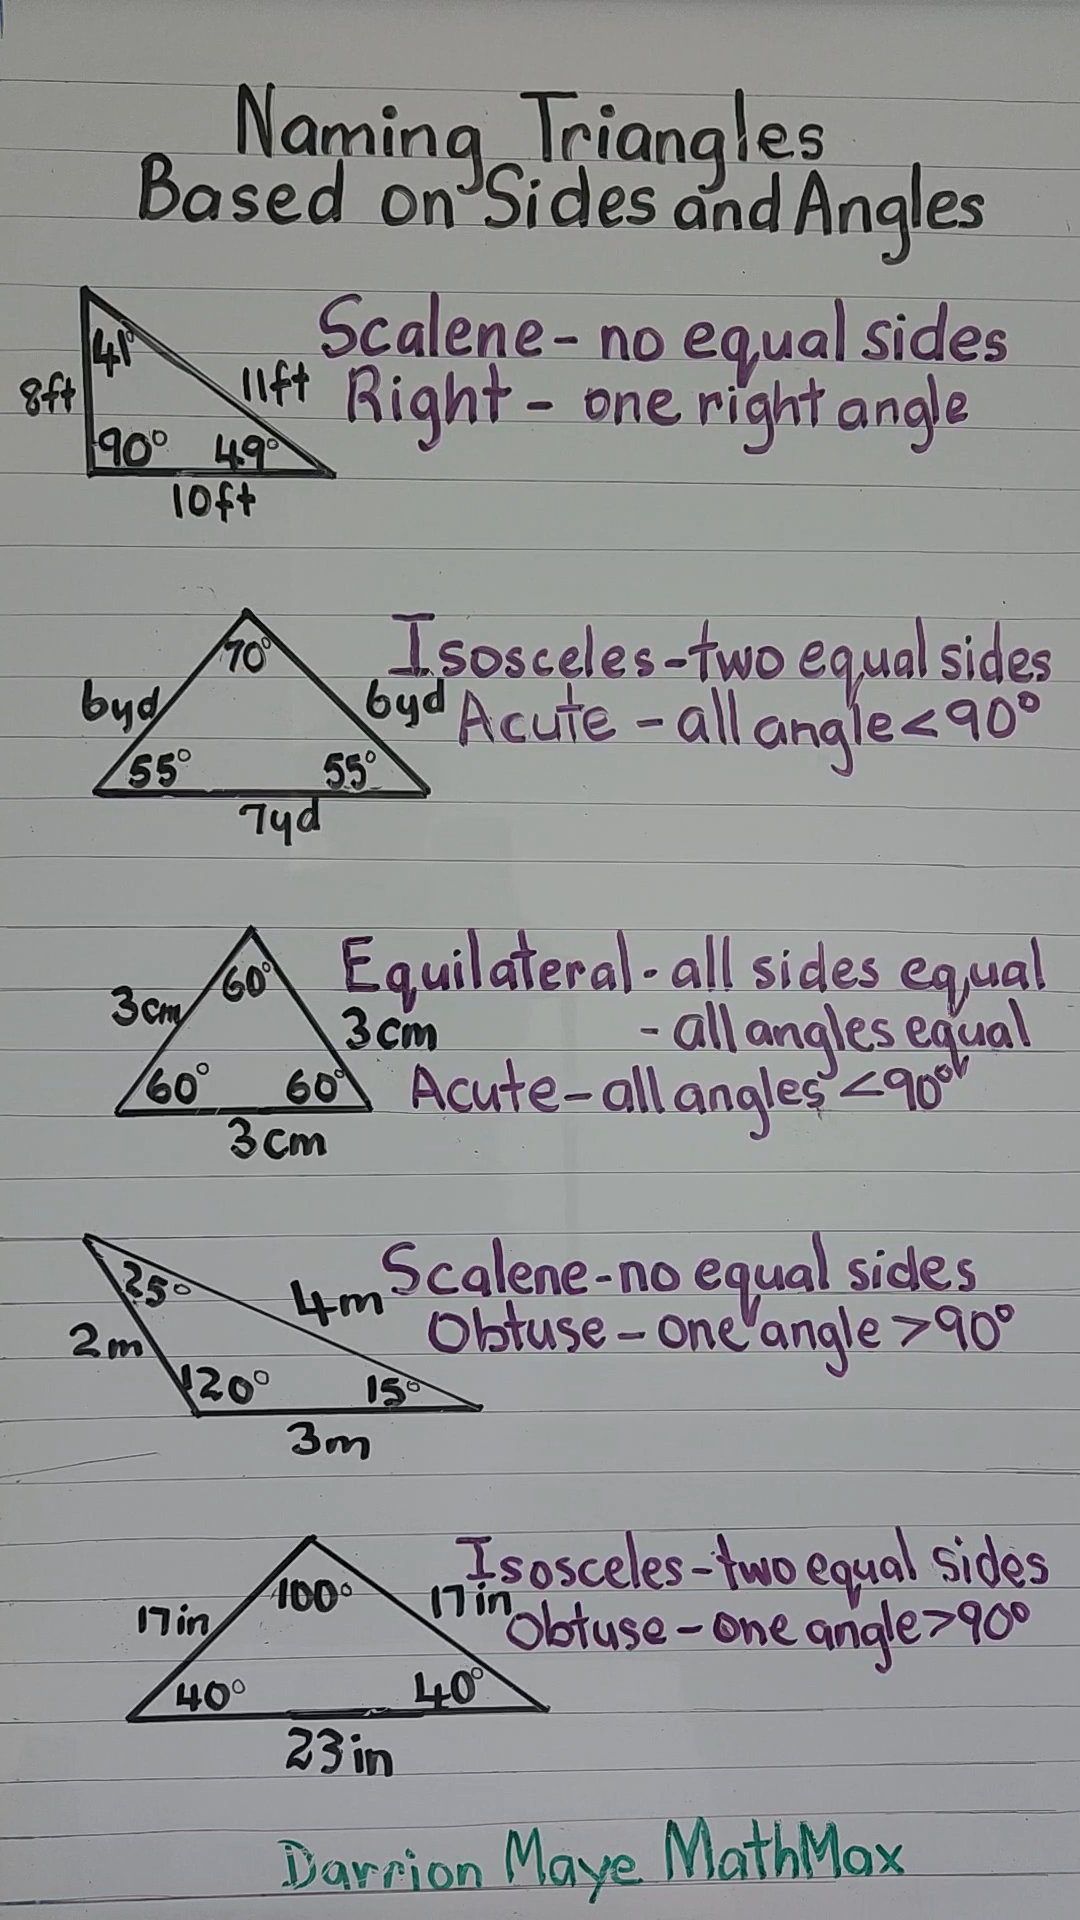 Naming Triangles
Based on Sides and Angles
41°
8ft
11ft
90°
49°
10ft
Scalene - no equal sides
Right - one right angle
70°
6yd
6yd
55°
55°
7yd
Isosceles - two equal sides
Acute - all angle < 90°
60°
3cm
3cm
60°
60°
3cm
Equilateral - all sides equal
- all angles equal
Acute - all angles < 90°
25°
4m
2m
120°
15°
3m
Scalene - no equal sides
Obtuse - one angle > 90°
100°
17in
17in
40°
40°
23in
Isosceles - two equal sides
Obtuse - one angle > 90°
Darrion Maye MathMax